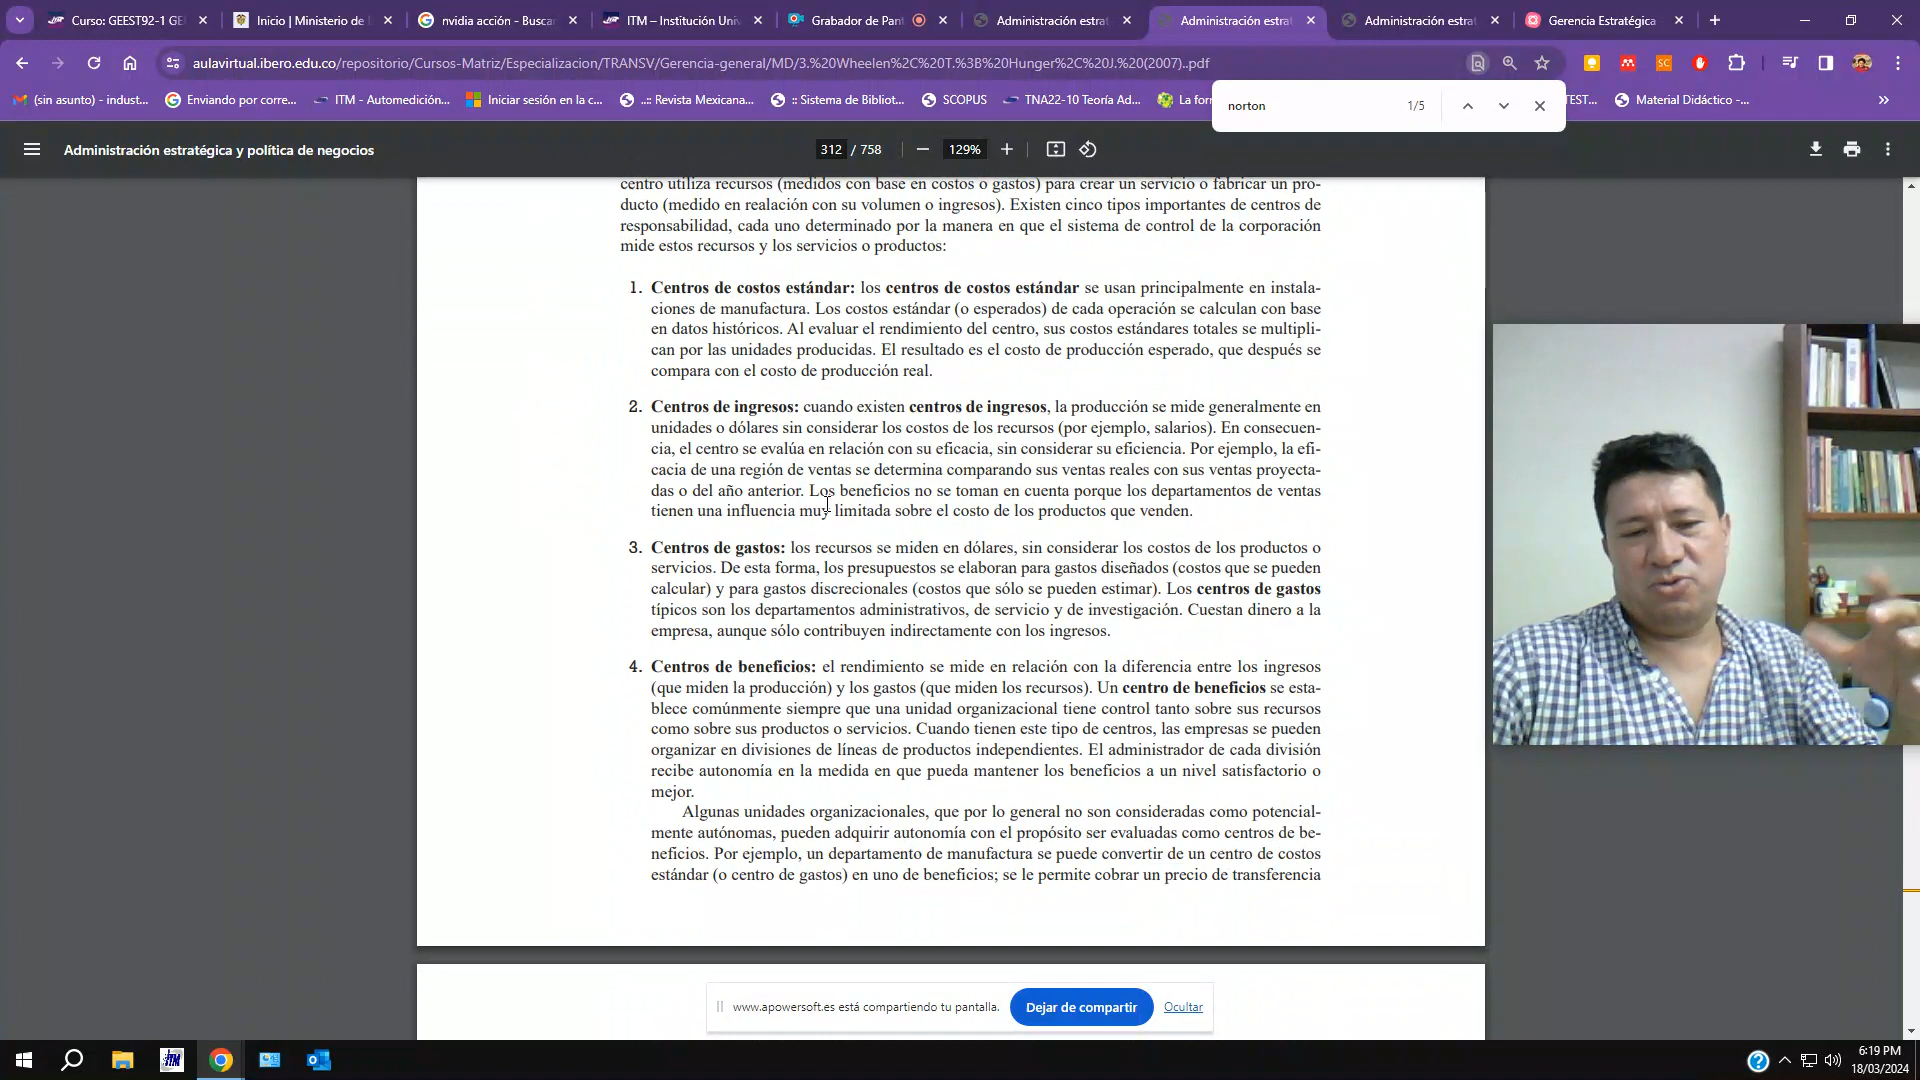 Curso: GEEST92-1 GE
Inicio | Ministerio de
nvidia acción - Busca
ITM – Institución Uni
Grabador de Pan
Administración estra
Administración estra
Administración estra
Gerencia Estratégica
aulavirtual.ibero.edu.co/repositorio/Cursos-Matriz/Especializacion/TRANSV/Gerencia-general/MD/3.%20Wheelen%2C%20T.%3B%20Hunger%2C%20J.%20(2007)..pdf
(sin asunto) - indust...
Enviando por corre...
ITM - Automedición...
Iniciar sesión en la c...
..:: Revista Mexicana...
:: Sistema de Bibliot...
SCOPUS
TNA22-10 Teoría Ad...
La for
TEST...
Material Didáctico -...
norton
1/5
Administración estratégica y política de negocios
312 / 758
129%
centro utiliza recursos (medidos con base en costos o gastos) para crear un servicio o fabricar un pro-
ducto (medido en realación con su volumen o ingresos). Existen cinco tipos importantes de centros de
responsabilidad, cada uno determinado por la manera en que el sistema de control de la corporación
mide estos recursos y los servicios o productos:
1. Centros de costos estándar: los centros de costos estándar se usan principalmente en instala-
ciones de manufactura. Los costos estándar (o esperados) de cada operación se calculan con base
en datos históricos. Al evaluar el rendimiento del centro, sus costos estándares totales se multipli-
can por las unidades producidas. El resultado es el costo de producción esperado, que después se
compara con el costo de producción real.
2. Centros de ingresos: cuando existen centros de ingresos, la producción se mide generalmente en
unidades o dólares sin considerar los costos de los recursos (por ejemplo, salarios). En consecuen-
cia, el centro se evalúa en relación con su eficacia, sin considerar su eficiencia. Por ejemplo, la efi-
cacia de una región de ventas se determina comparando sus ventas reales con sus ventas proyecta-
das o del año anterior. Los beneficios no se toman en cuenta porque los departamentos de ventas
tienen una influencia muy limitada sobre el costo de los productos que venden.
3. Centros de gastos: los recursos se miden en dólares, sin considerar los costos de los productos o
servicios. De esta forma, los presupuestos se elaboran para gastos diseñados (costos que se pueden
calcular) y para gastos discrecionales (costos que sólo se pueden estimar). Los centros de gastos
típicos son los departamentos administrativos, de servicio y de investigación. Cuestan dinero a la
empresa, aunque sólo contribuyen indirectamente con los ingresos.
4. Centros de beneficios: el rendimiento se mide en relación con la diferencia entre los ingresos
(que miden la producción) y los gastos (que miden los recursos). Un centro de beneficios se esta-
blece comúnmente siempre que una unidad organizacional tiene control tanto sobre sus recursos
como sobre sus productos o servicios. Cuando tienen este tipo de centros, las empresas se pueden
organizar en divisiones de líneas de productos independientes. El administrador de cada división
recibe autonomía en la medida en que pueda mantener los beneficios a un nivel satisfactorio o
mejor.
Algunas unidades organizacionales, que por lo general no son consideradas como potencial-
mente autónomas, pueden adquirir autonomía con el propósito ser evaluadas como centros de be-
neficios. Por ejemplo, un departamento de manufactura se puede convertir de un centro de costos
estándar (o centro de gastos) en uno de beneficios; se le permite cobrar un precio de transferencia
www.apowersoft.es está compartiendo tu pantalla.
Dejar de compartir
Ocultar
6:19 PM
18/03/2024